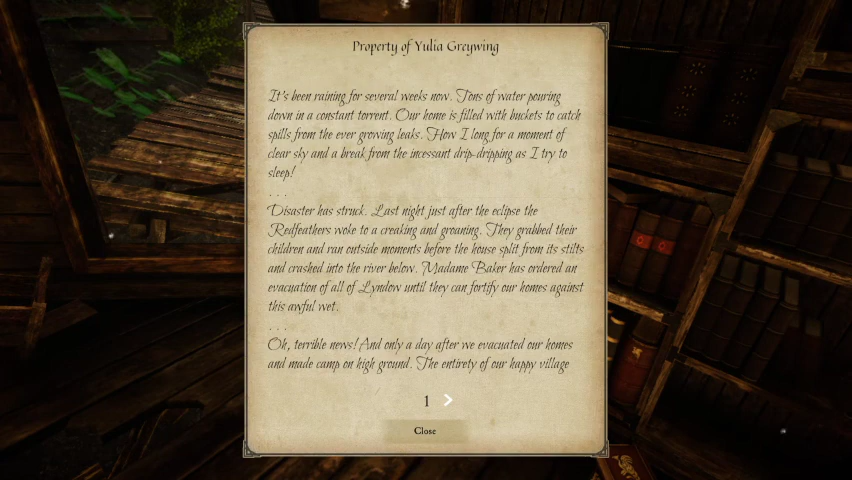 Property of Yulia Greywing
It's been raining for several weeks now. Tons of water pouring
down in a constant torrent. Our home is filled with buckets to catch
spills from the ever growing leaks. How I long for a moment of
clear sky and a break from the incessant drip-dripping as I try to
sleep!
. . .
Disaster has struck. Last night just after the eclipse the
Redfeathers woke to a creaking and groaning. They grabbed their
children and ran outside moments before the house split from its stilts
and crashed into the river below. Madame Baker has ordered an
evacuation of all of Lyndow until they can fortify our homes against
this awful wet.
. . .
Oh, terrible news! And only a day after we evacuated our homes
and made camp on high ground. The entirety of our happy village
1
Close